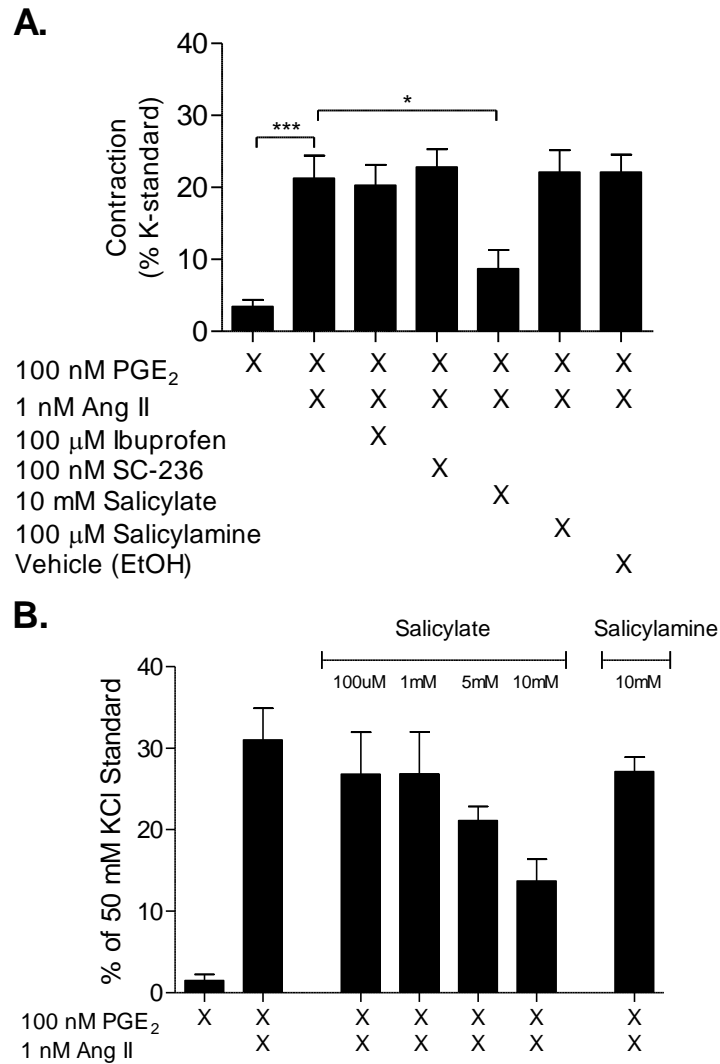 A.
40
30
20
10
0
Contraction
(% K-standard)
***
*
100 nM PGE2 X X X X X X X
1 nM Ang II X X X X X X
100 μM Ibuprofen X
100 nM SC-236 X
10 mM Salicylate X
100 μM Salicylamine X
Vehicle (EtOH) X
B.
Salicylate Salicylamine
100uM 1mM 5mM 10mM 10mM
40
30
20
10
0
% of 50 mM KCl Standard
100 nM PGE2 X X X X X X X
1 nM Ang II X X X X X X